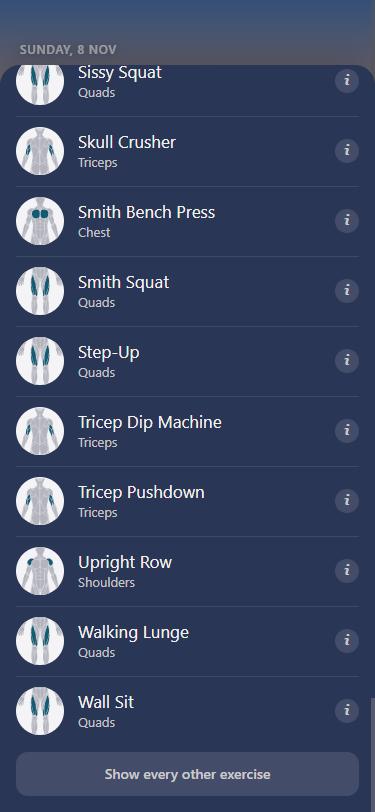 SUNDAY, 8 NOV
Sissy Squat
Quads
i
Skull Crusher
Triceps
i
Smith Bench Press
Chest
i
Smith Squat
Quads
i
Step-Up
Quads
i
Tricep Dip Machine
Triceps
i
Tricep Pushdown
Triceps
i
Upright Row
Shoulders
i
Walking Lunge
Quads
i
Wall Sit
Quads
i
Show every other exercise